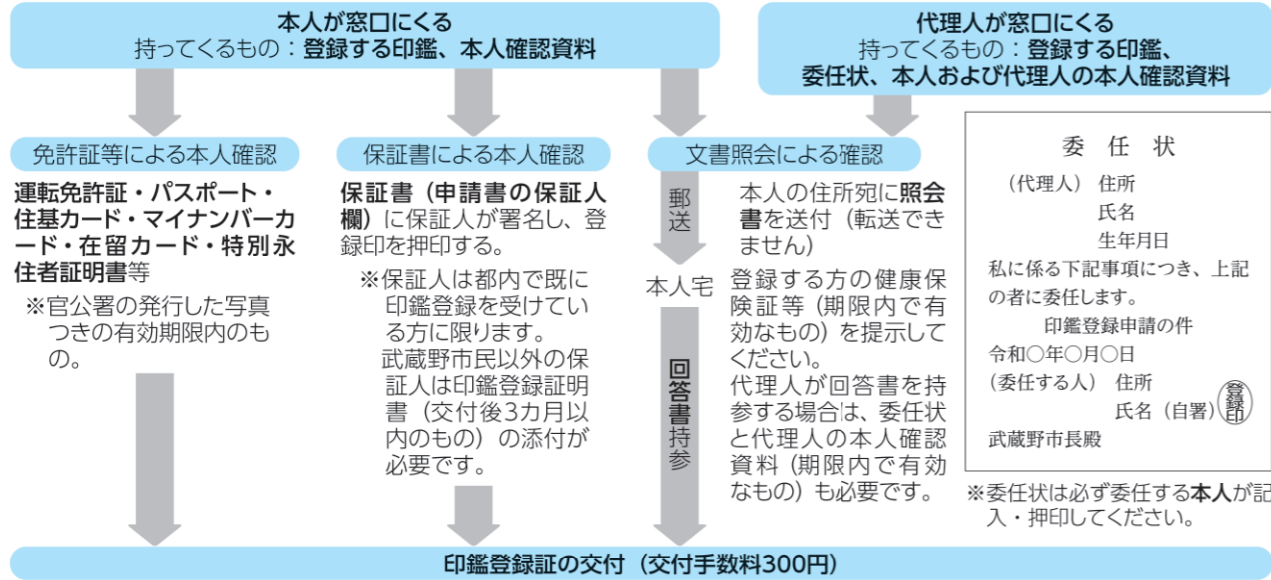 本人が窓口にくる
持ってくるもの：登録する印鑑、本人確認資料
代理人が窓口にくる
持ってくるもの：登録する印鑑、
委任状、本人および代理人の本人確認資料
免許証等による本人確認
運転免許証・パスポート・
住基カード・マイナンバーカ
ード・在留カード・特別永
住者証明書等
※官公署の発行した写真
つきの有効期限内のも
の。
保証書による本人確認
保証書（申請書の保証人
欄）に保証人が署名し、登
録印を押印する。
※保証人は都内で既に
印鑑登録を受けてい
る方に限ります。
武蔵野市民以外の保
証人は印鑑登録証明
書（交付後3カ月以
内のもの）の添付が
必要です。
文書照会による確認
郵送
本人の住所宛に照会
書を送付（転送でき
ません）
本人宅
回答書持参
登録する方の健康保
険証等（期限内で有
効なもの）を提示して
ください。
代理人が回答書を持
参する場合は、委任状
と代理人の本人確認
資料（期限内で有効
なもの）も必要です。
委任状
（代理人）住所
氏名
生年月日
私に係る下記事項につき、上記
の者に委任します。
印鑑登録申請の件
令和〇年〇月〇日
（委任する人）住所
氏名（自署）
登録印
武蔵野市長殿
※委任状は必ず委任する本人が記
入・押印してください。
印鑑登録証の交付（交付手数料300円）